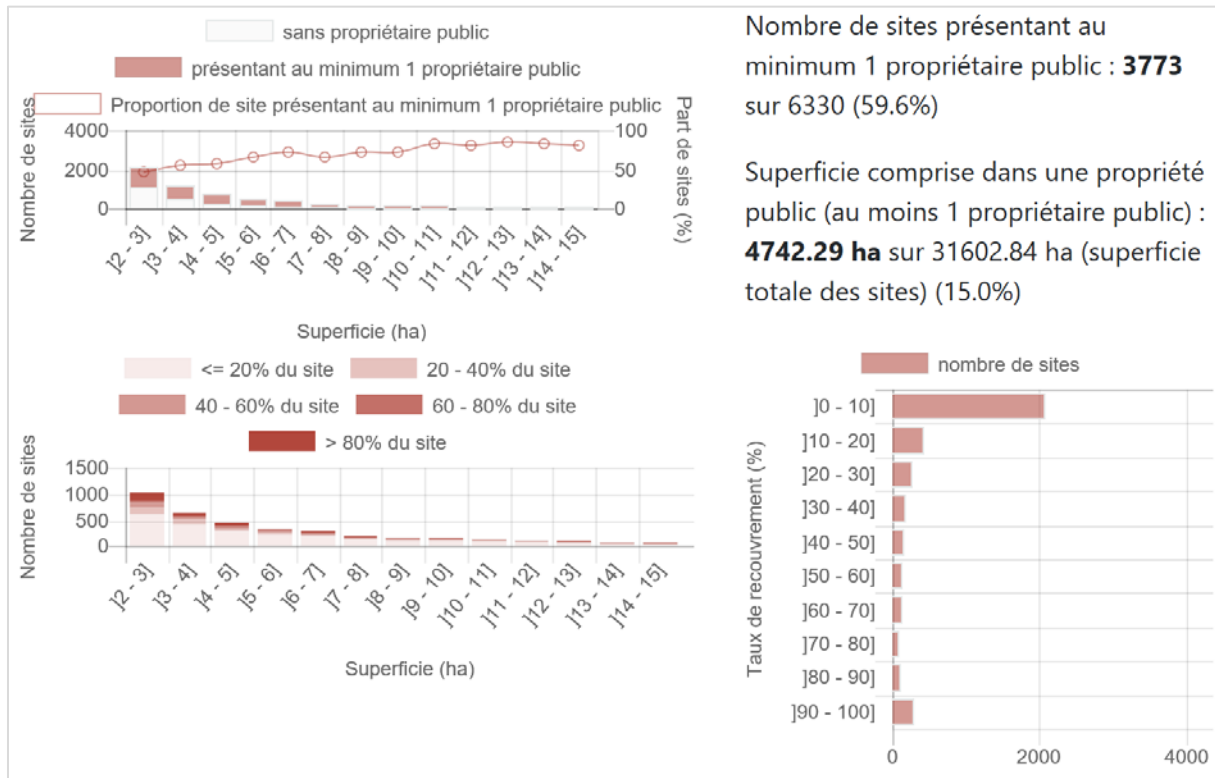 sans propriétaire public
présentant au minimum 1 propriétaire public
Proportion de site présentant au minimum 1 propriétaire public
Nombre de sites
4000
2000
0
100
50
0
Part de sites (%)
]2 - 3]
]3 - 4]
]4 - 5]
]5 - 6]
]6 - 7]
]7 - 8]
]8 - 9]
]9 - 10]
]10 - 11]
]11 - 12]
]12 - 13]
]13 - 14]
]14 - 15]
Superficie (ha)
<= 20% du site
20 - 40% du site
40 - 60% du site
60 - 80% du site
> 80% du site
Nombre de sites
1500
1000
500
0
]2 - 3]
]3 - 4]
]4 - 5]
]5 - 6]
]6 - 7]
]7 - 8]
]8 - 9]
]9 - 10]
]10 - 11]
]11 - 12]
]12 - 13]
]13 - 14]
]14 - 15]
Superficie (ha)
Nombre de sites présentant au
minimum 1 propriétaire public : 3773
sur 6330 (59.6%)
Superficie comprise dans une propriété
public (au moins 1 propriétaire public) :
4742.29 ha sur 31602.84 ha (superficie
totale des sites) (15.0%)
nombre de sites
Taux de recouvrement (%)
]0 - 10]
]10 - 20]
]20 - 30]
]30 - 40]
]40 - 50]
]50 - 60]
]60 - 70]
]70 - 80]
]80 - 90]
]90 - 100]
0
2000
4000